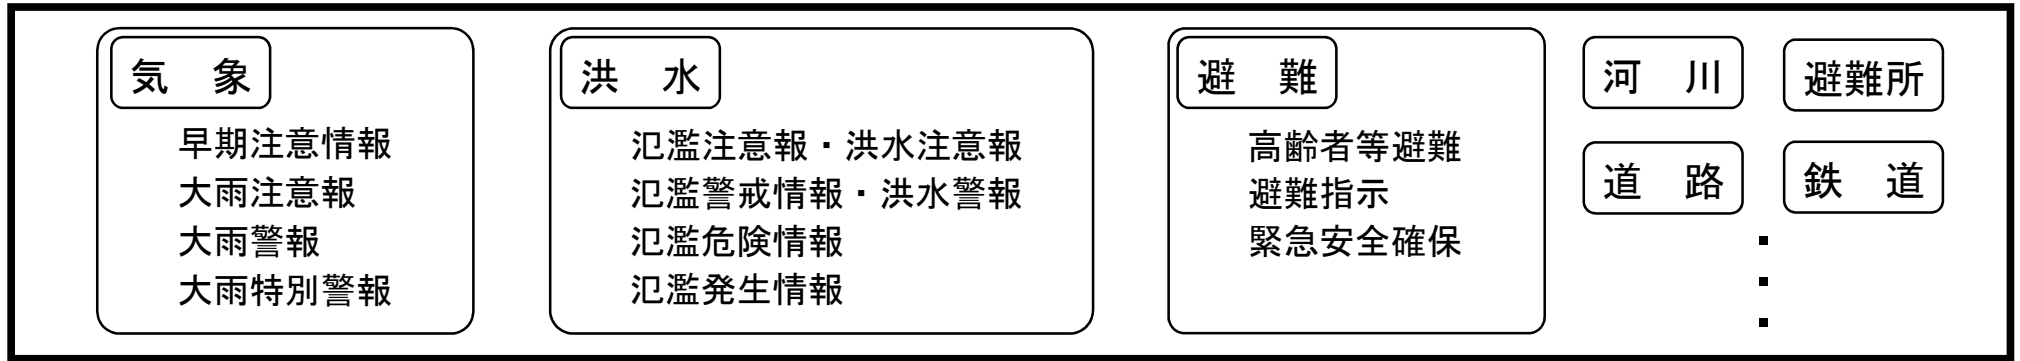 気　象
早期注意情報
大雨注意報
大雨警報
大雨特別警報
洪　水
氾濫注意報・洪水注意報
氾濫警戒情報・洪水警報
氾濫危険情報
氾濫発生情報
避　難
高齢者等避難
避難指示
緊急安全確保
河　川
避難所
道　路
鉄　道
・
・
・